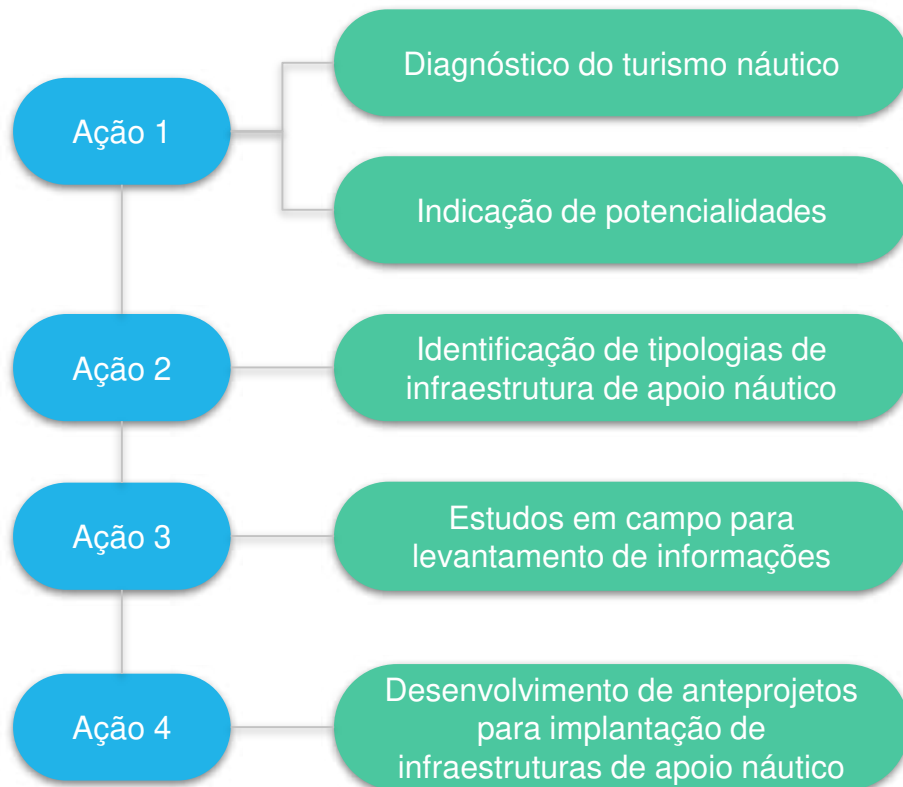 Ação 1
Diagnóstico do turismo náutico
Indicação de potencialidades
Ação 2
Identificação de tipologias de
infraestrutura de apoio náutico
Ação 3
Estudos em campo para
levantamento de informações
Ação 4
Desenvolvimento de anteprojetos
para implantação de
infraestruturas de apoio náutico